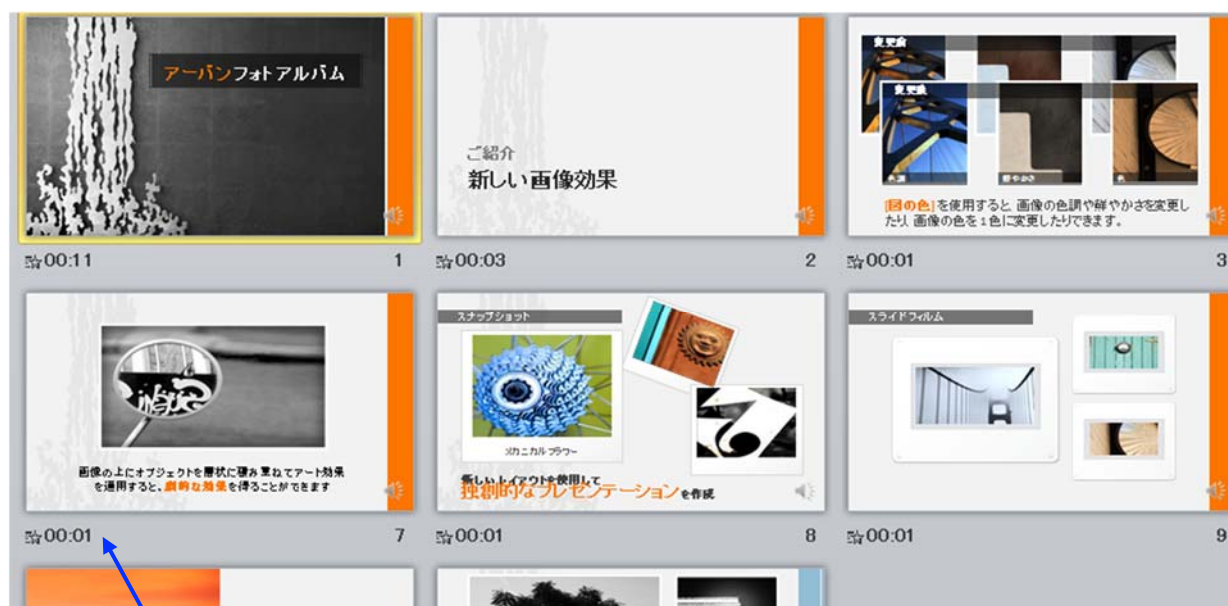 アーバンフォトアルバム
00:11
1
ご紹介
新しい画像効果
00:03
2
変更前
変更後
色調
鮮やかさ
色
[図の色]を使用すると、画像の色調や鮮やかさを変更し
たり、画像の色を1色に変更したりできます。
00:01
3
画像の上にオブジェクトを層状に積み重ねてアート効果
を適用すると、劇的な効果を得ることができます
00:01
7
スナップショット
メカニカル フラワー
新しいレイアウトを使用して
独創的なプレゼンテーションを作成
00:01
8
スライドフィルム
00:01
9